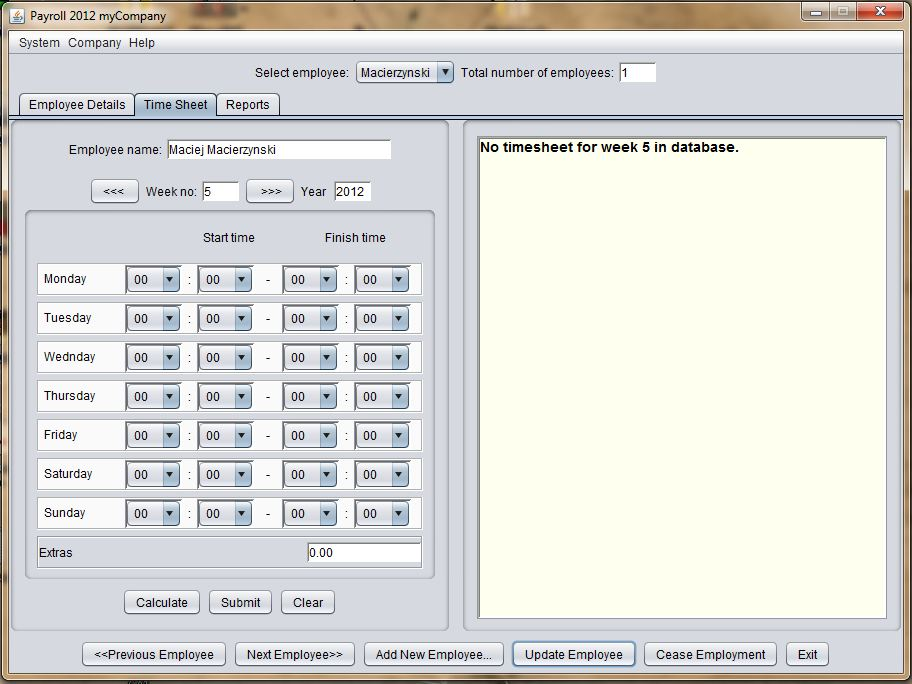 Payroll 2012 myCompany
System Company Help
Select employee: Macierzynski Total number of employees: 1
Employee Details Time Sheet Reports
Employee name: Maciej Macierzynski
<<< Week no: 5 >>> Year 2012
Start time Finish time
Monday 00 : 00 - 00 : 00
Tuesday 00 : 00 - 00 : 00
Wednday 00 : 00 - 00 : 00
Thursday 00 : 00 - 00 : 00
Friday 00 : 00 - 00 : 00
Saturday 00 : 00 - 00 : 00
Sunday 00 : 00 - 00 : 00
Extras 0.00
Calculate Submit Clear
No timesheet for week 5 in database.
<<Previous Employee Next Employee>> Add New Employee... Update Employee Cease Employment Exit